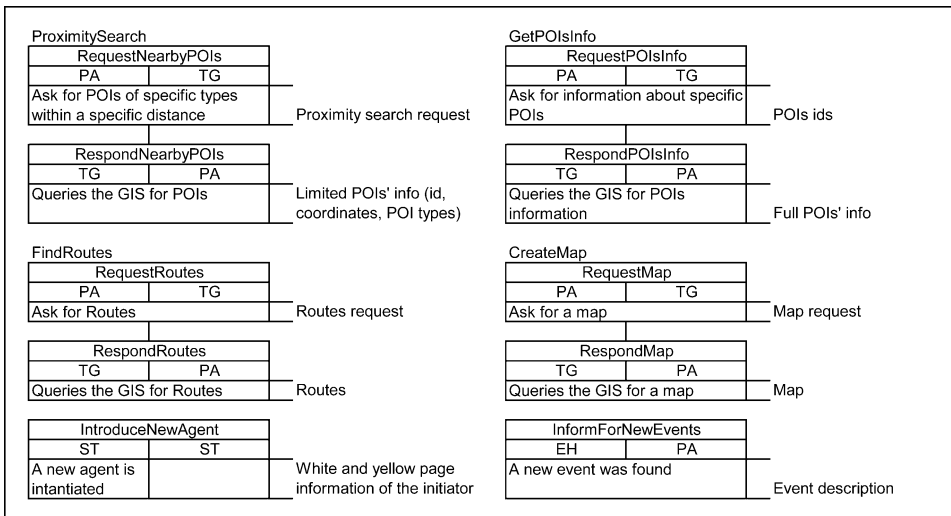 ProximitySearch
RequestNearbyPOIs
PA TG
Ask for POIs of specific types
within a specific distance
Proximity search request
RespondNearbyPOIs
TG PA
Queries the GIS for POIs
Limited POIs' info (id,
coordinates, POI types)
GetPOIsInfo
RequestPOIsInfo
PA TG
Ask for information about specific
POIs
POIs ids
RespondPOIsInfo
TG PA
Queries the GIS for POIs
information
Full POIs' info
FindRoutes
RequestRoutes
PA TG
Ask for Routes
Routes request
RespondRoutes
TG PA
Queries the GIS for Routes
Routes
CreateMap
RequestMap
PA TG
Ask for a map
Map request
RespondMap
TG PA
Queries the GIS for a map
Map
IntroduceNewAgent
ST ST
A new agent is
intantiated
White and yellow page
information of the initiator
InformForNewEvents
EH PA
A new event was found
Event description